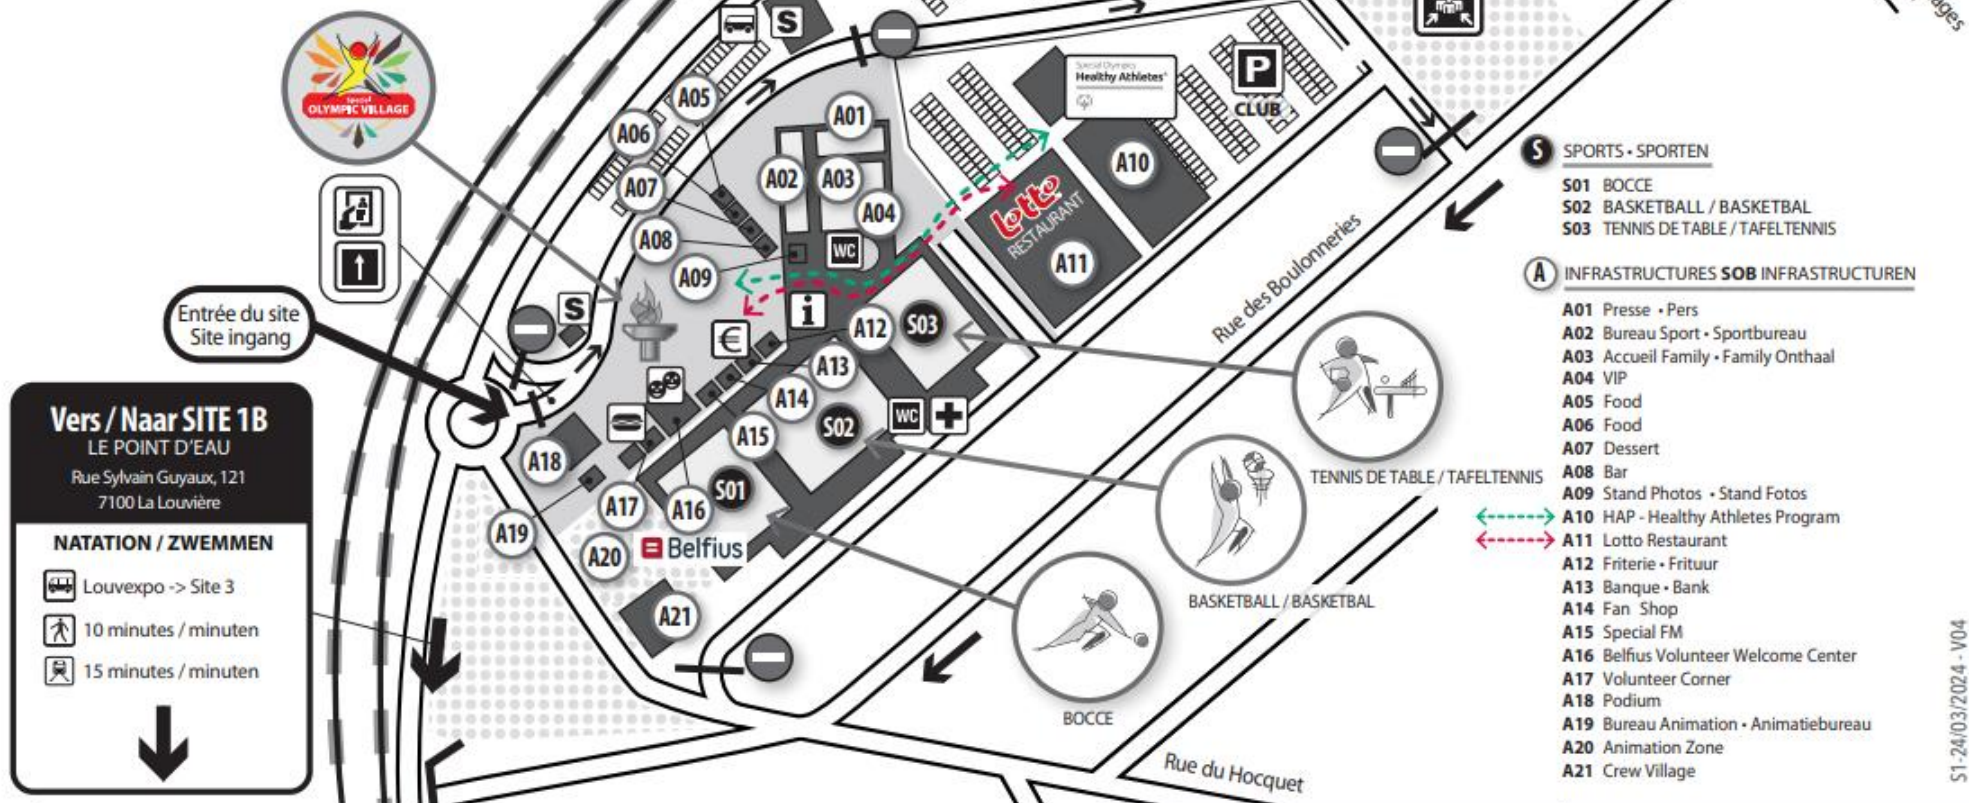 Special
OLYMPIC VILLAGE
S
Special Olympics
Healthy Athletes
P
CLUB
A05
A01
A06
A07
A02
A03
A04
A10
A08
WC
A09
Lotto
RESTAURANT
A11
Rue des Boulonneries
Entrée du site
Site ingang
S
i
€
A12
S03
A13
A14
A15
S02
WC
TENNIS DE TABLE / TAFELTENNIS
A18
S01
A17
A16
A19
A20
Belfius
BASKETBALL / BASKETBAL
A21
BOCCE
Rue du Hocquet
Vers / Naar SITE 1B
LE POINT D'EAU
Rue Sylvain Guyaux, 121
7100 La Louvière
NATATION / ZWEMMEN
Louvexpo -> Site 3
10 minutes / minuten
15 minutes / minuten
S SPORTS • SPORTEN
S01 BOCCE
S02 BASKETBALL / BASKETBAL
S03 TENNIS DE TABLE / TAFELTENNIS
A INFRASTRUCTURES SOB INFRASTRUCTUREN
A01 Presse • Pers
A02 Bureau Sport • Sportbureau
A03 Accueil Family • Family Onthaal
A04 VIP
A05 Food
A06 Food
A07 Dessert
A08 Bar
A09 Stand Photos • Stand Fotos
A10 HAP - Healthy Athletes Program
A11 Lotto Restaurant
A12 Friterie • Frituur
A13 Banque • Bank
A14 Fan Shop
A15 Special FM
A16 Belfius Volunteer Welcome Center
A17 Volunteer Corner
A18 Podium
A19 Bureau Animation • Animatiebureau
A20 Animation Zone
A21 Crew Village
S1-24/03/2024 - V04